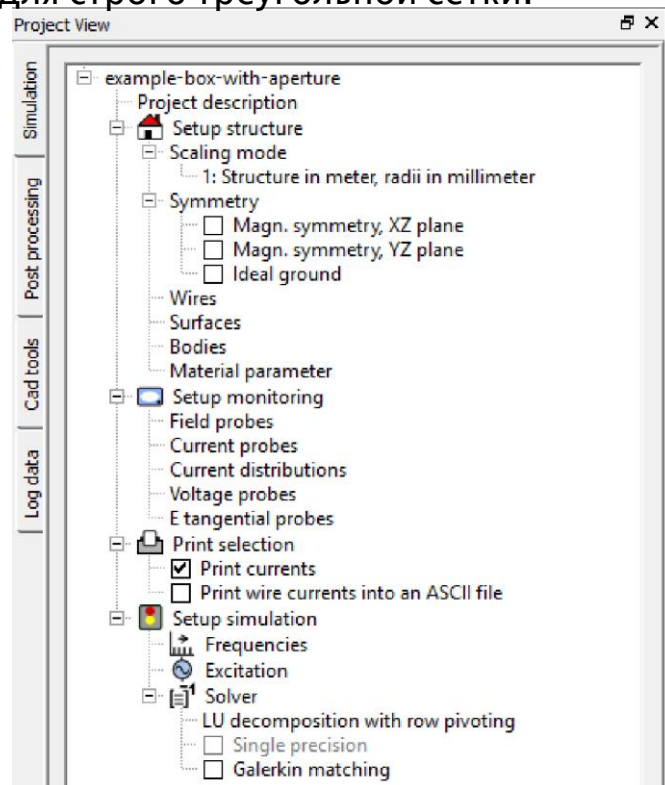 для строго треугольной сетки.
Project View
Simulation
Post processing
Cad tools
Log data
example-box-with-aperture
Project description
Setup structure
Scaling mode
1: Structure in meter, radii in millimeter
Symmetry
Magn. symmetry, XZ plane
Magn. symmetry, YZ plane
Ideal ground
Wires
Surfaces
Bodies
Material parameter
Setup monitoring
Field probes
Current probes
Current distributions
Voltage probes
E tangential probes
Print selection
Print currents
Print wire currents into an ASCII file
Setup simulation
Frequencies
Excitation
Solver
LU decomposition with row pivoting
Single precision
Galerkin matching